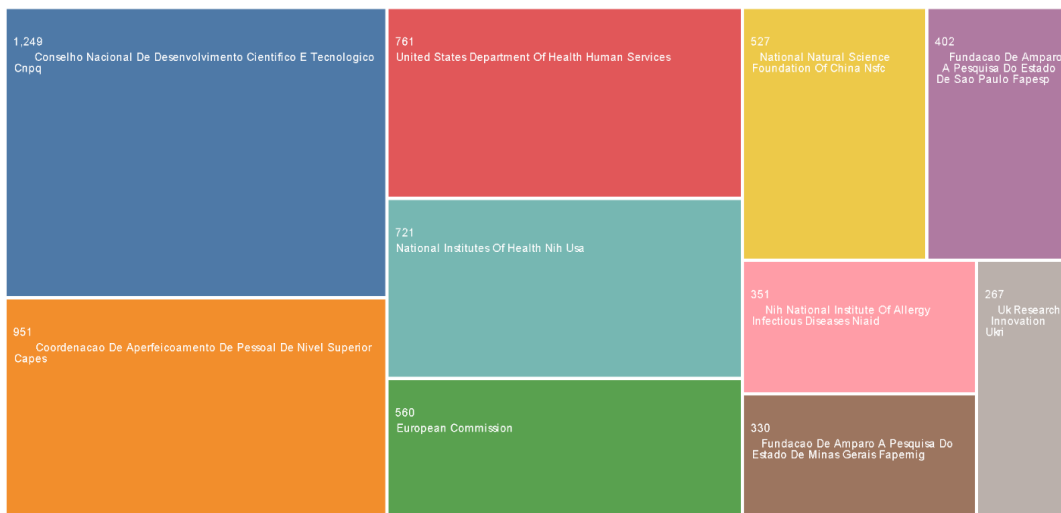 1,249
Conselho Nacional De Desenvolvimento Cientifico E Tecnologico
Cnpq
951
Coordenacao De Aperfeicoamento De Pessoal De Nivel Superior
Capes
761
United States Department Of Health Human Services
721
National Institutes Of Health Nih Usa
560
European Commission
527
National Natural Science
Foundation Of China Nsfc
402
Fundacao De Amparo
A Pesquisa Do Estado
De Sao Paulo Fapesp
351
Nih National Institute Of Allergy
Infectious Diseases Niaid
330
Fundacao De Amparo A Pesquisa Do
Estado De Minas Gerais Fapemig
267
Uk Research
Innovation
Ukri